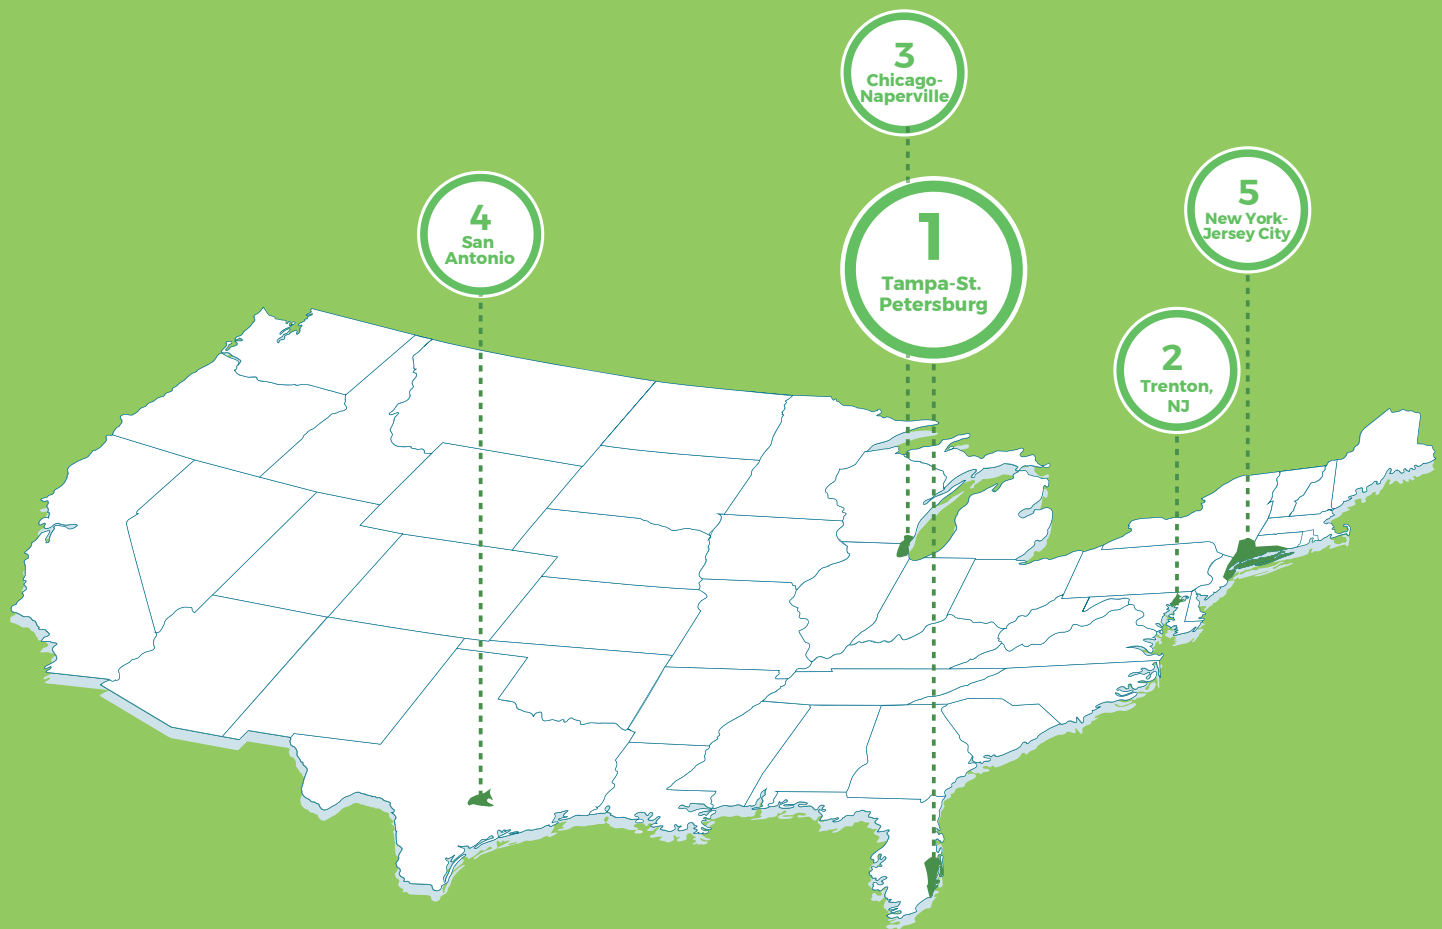 3
Chicago-
Naperville
1
Tampa-St.
Petersburg
4
San
Antonio
5
New York-
Jersey City
2
Trenton,
NJ